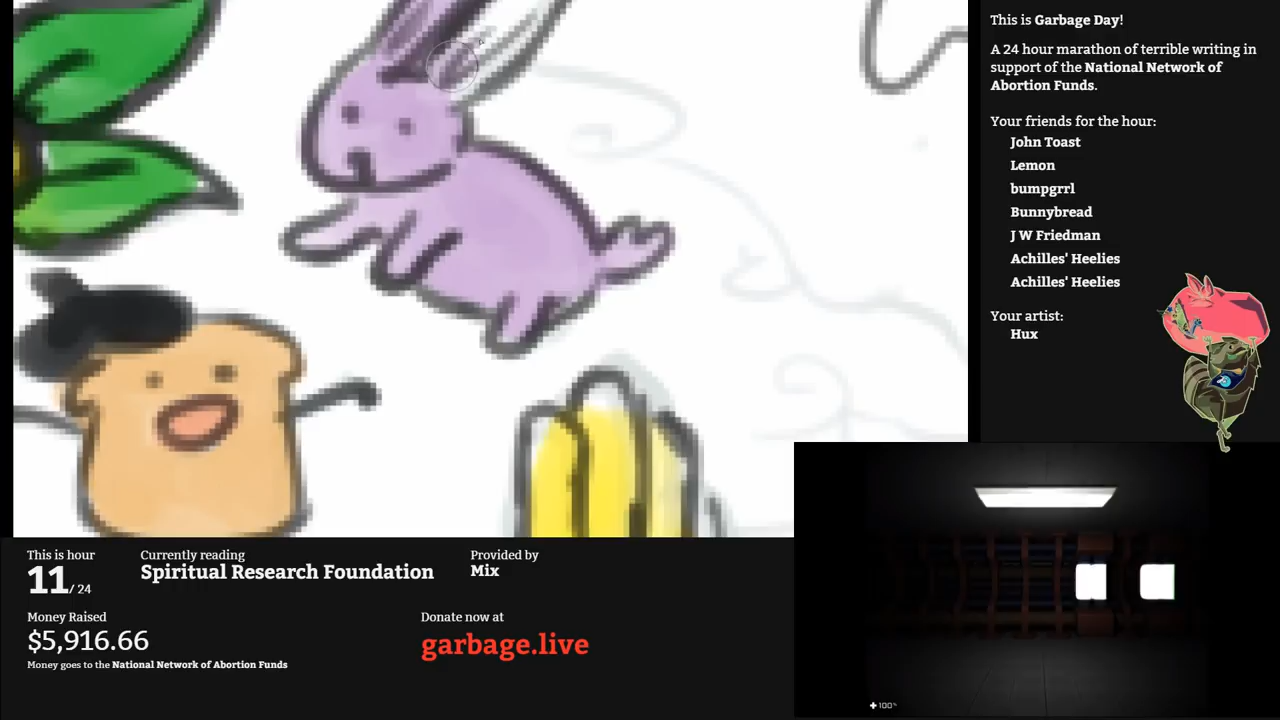 This is Garbage Day!
A 24 hour marathon of terrible writing in
support of the National Network of
Abortion Funds.
Your friends for the hour:
John Toast
Lemon
bumpgrrl
Bunnybread
J W Friedman
Achilles' Heelies
Achilles' Heelies
Your artist:
Hux
This is hour
11/ 24
Currently reading
Spiritual Research Foundation
Provided by
Mix
Money Raised
$5,916.66
Money goes to the National Network of Abortion Funds
Donate now at
garbage.live
100%